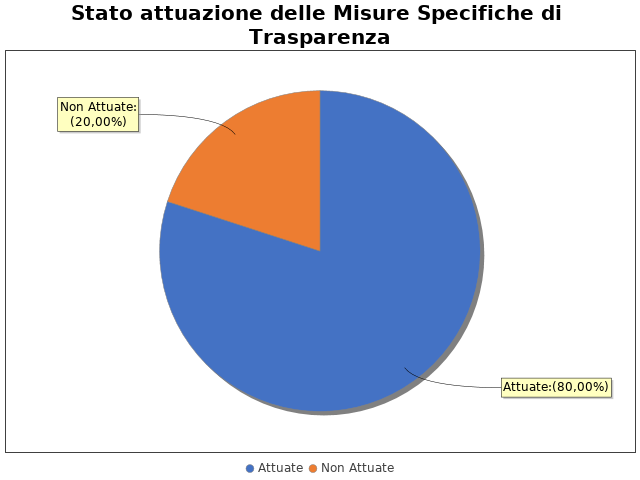 Stato attuazione delle Misure Specifiche di
Trasparenza
Non Attuate:
(20,00%)
Attuate:(80,00%)
Attuate Non Attuate